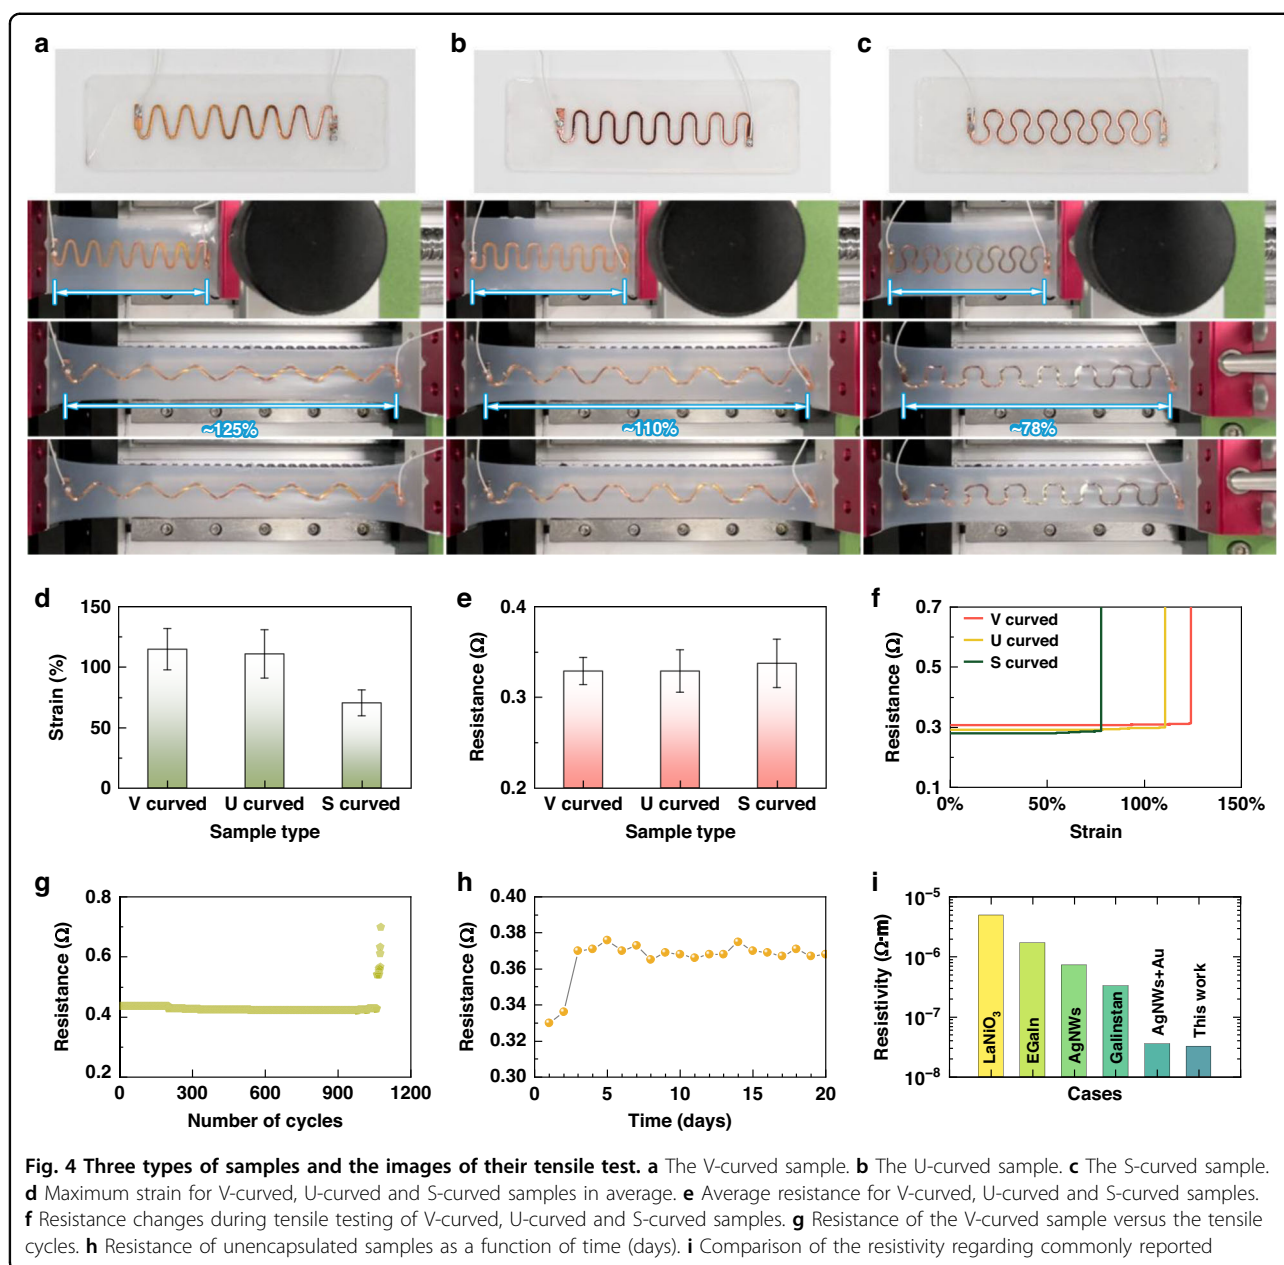 a
b
c
~125%
~110%
~78%
d
150
100
50
0
Strain (%)
V curved U curved S curved
Sample type
e
0.4
0.3
0.2
Resistance (Ω)
V curved U curved S curved
Sample type
f
0.7
0.5
0.3
0.1
Resistance (Ω)
V curved
U curved
S curved
0% 50% 100% 150%
Strain
g
0.8
0.6
0.4
0.2
Resistance (Ω)
0 300 600 900 1200
Number of cycles
h
0.40
0.38
0.36
0.34
0.32
0.30
Resistance (Ω)
0 5 10 15 20
Time (days)
i
10⁻⁵
10⁻⁶
10⁻⁷
10⁻⁸
Resistivity (Ω·m)
LaNiO₃
EGaIn
AgNWs
Galinstan
AgNWs+Au
This work
Cases
Fig. 4 Three types of samples and the images of their tensile test. a The V-curved sample. b The U-curved sample. c The S-curved sample.
d Maximum strain for V-curved, U-curved and S-curved samples in average. e Average resistance for V-curved, U-curved and S-curved samples.
f Resistance changes during tensile testing of V-curved, U-curved and S-curved samples. g Resistance of the V-curved sample versus the tensile
cycles. h Resistance of unencapsulated samples as a function of time (days). i Comparison of the resistivity regarding commonly reported